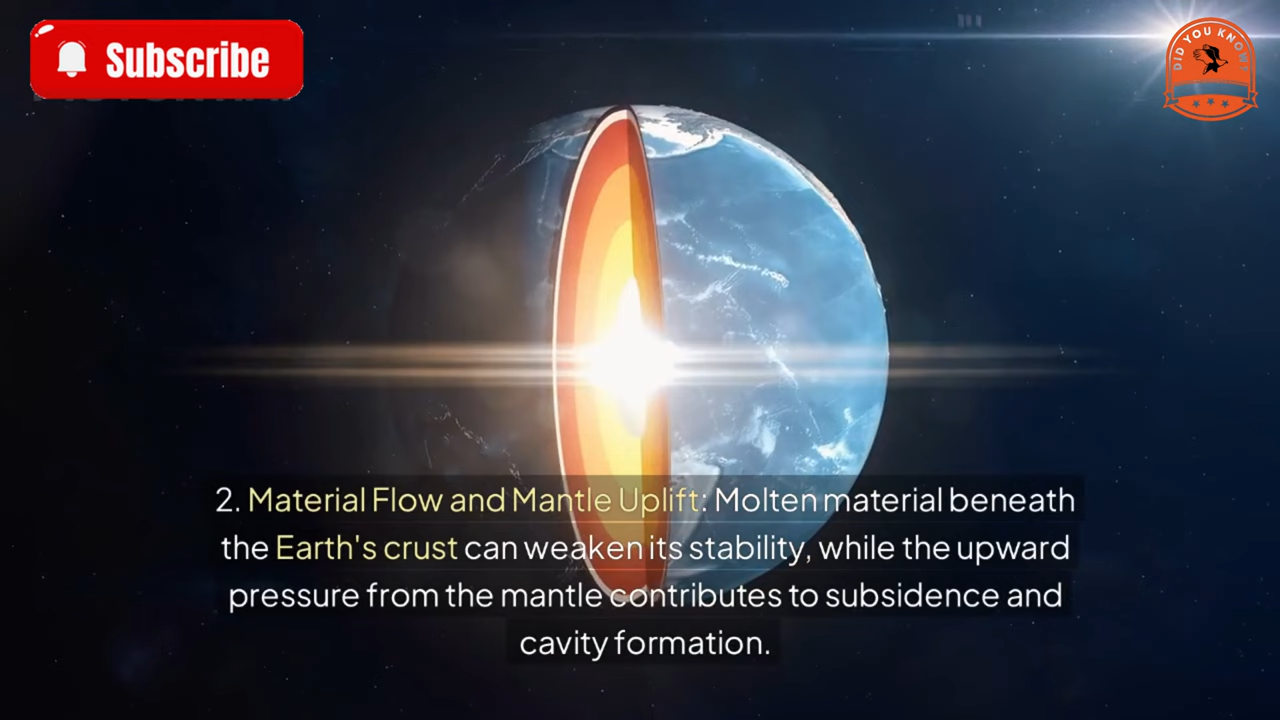 Subscribe
DID YOU KNOW?
2. Material Flow and Mantle Uplift: Molten material beneath
the Earth's crust can weaken its stability, while the upward
pressure from the mantle contributes to subsidence and
cavity formation.